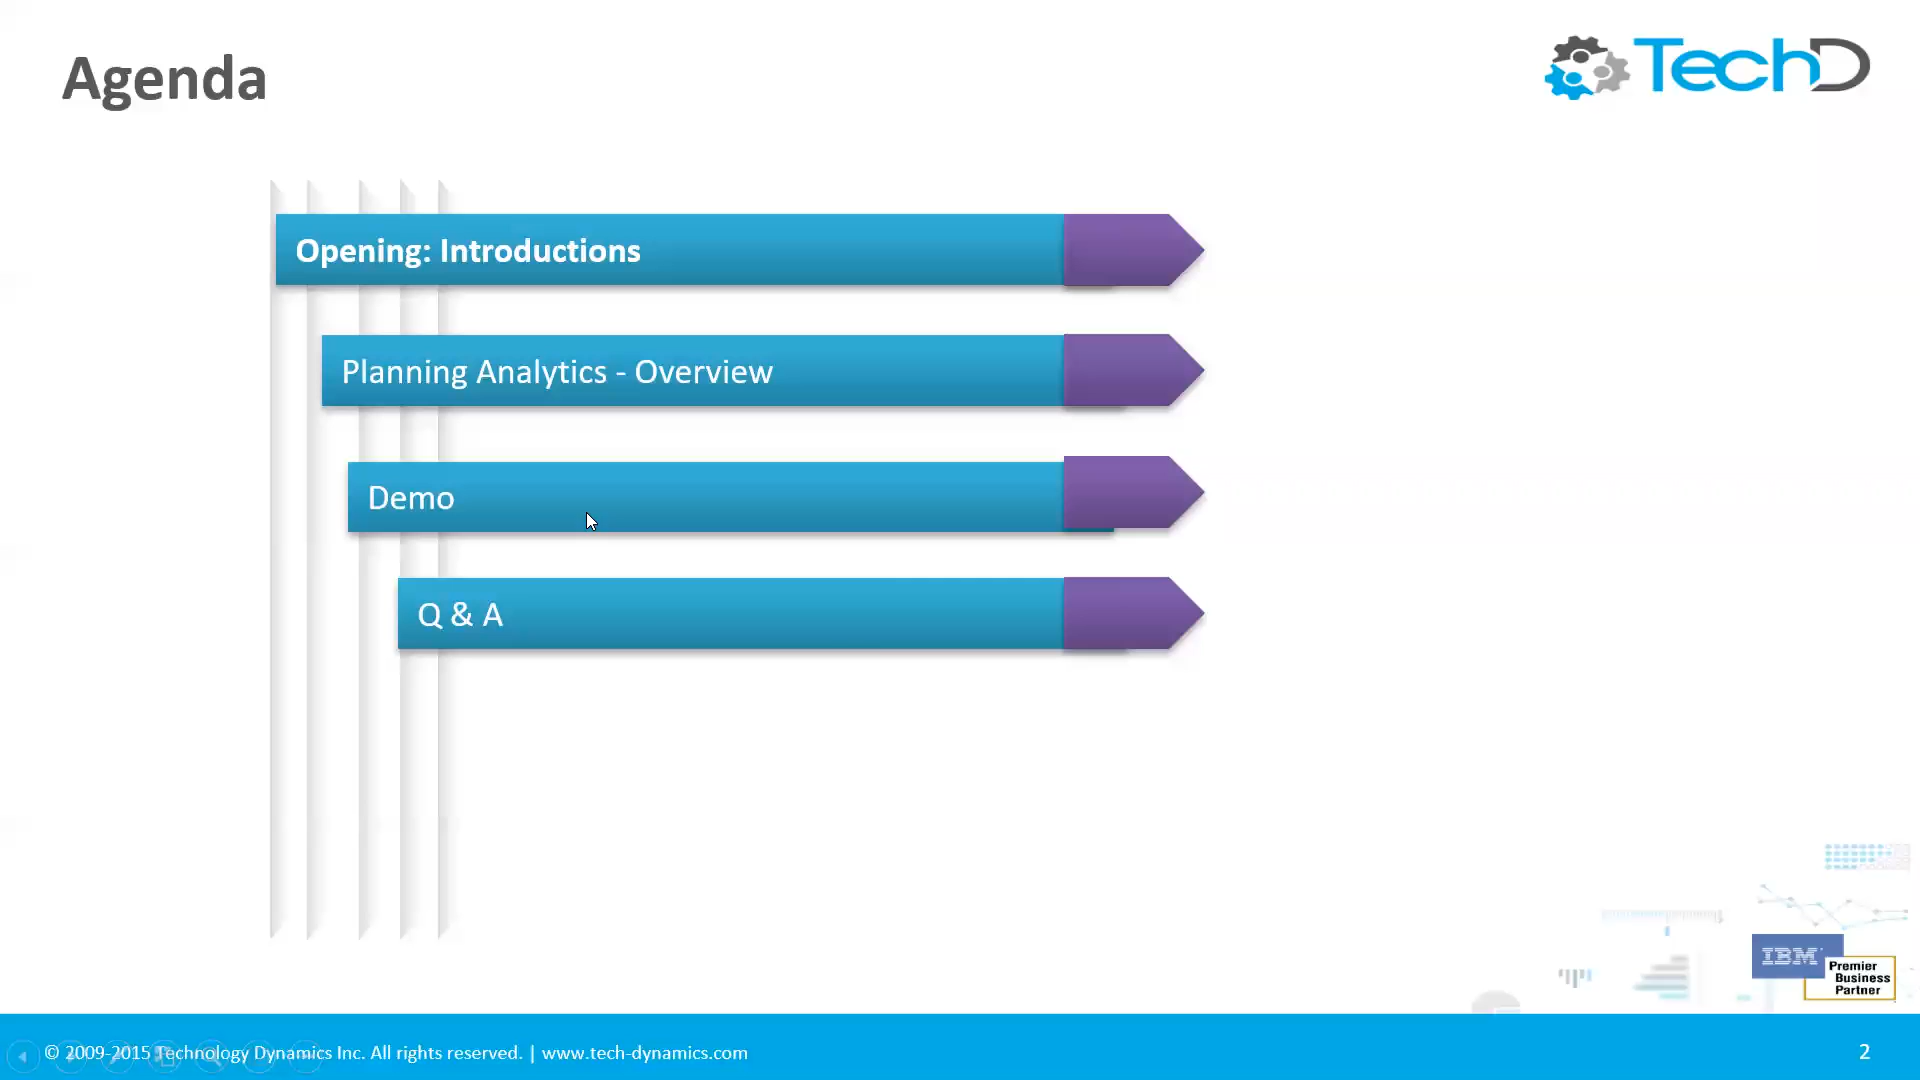 Agenda
TechD
Opening: Introductions
Planning Analytics - Overview
Demo
Q & A
IBM
Premier
Business
Partner
© 2009-2015 Technology Dynamics Inc. All rights reserved. | www.tech-dynamics.com
2